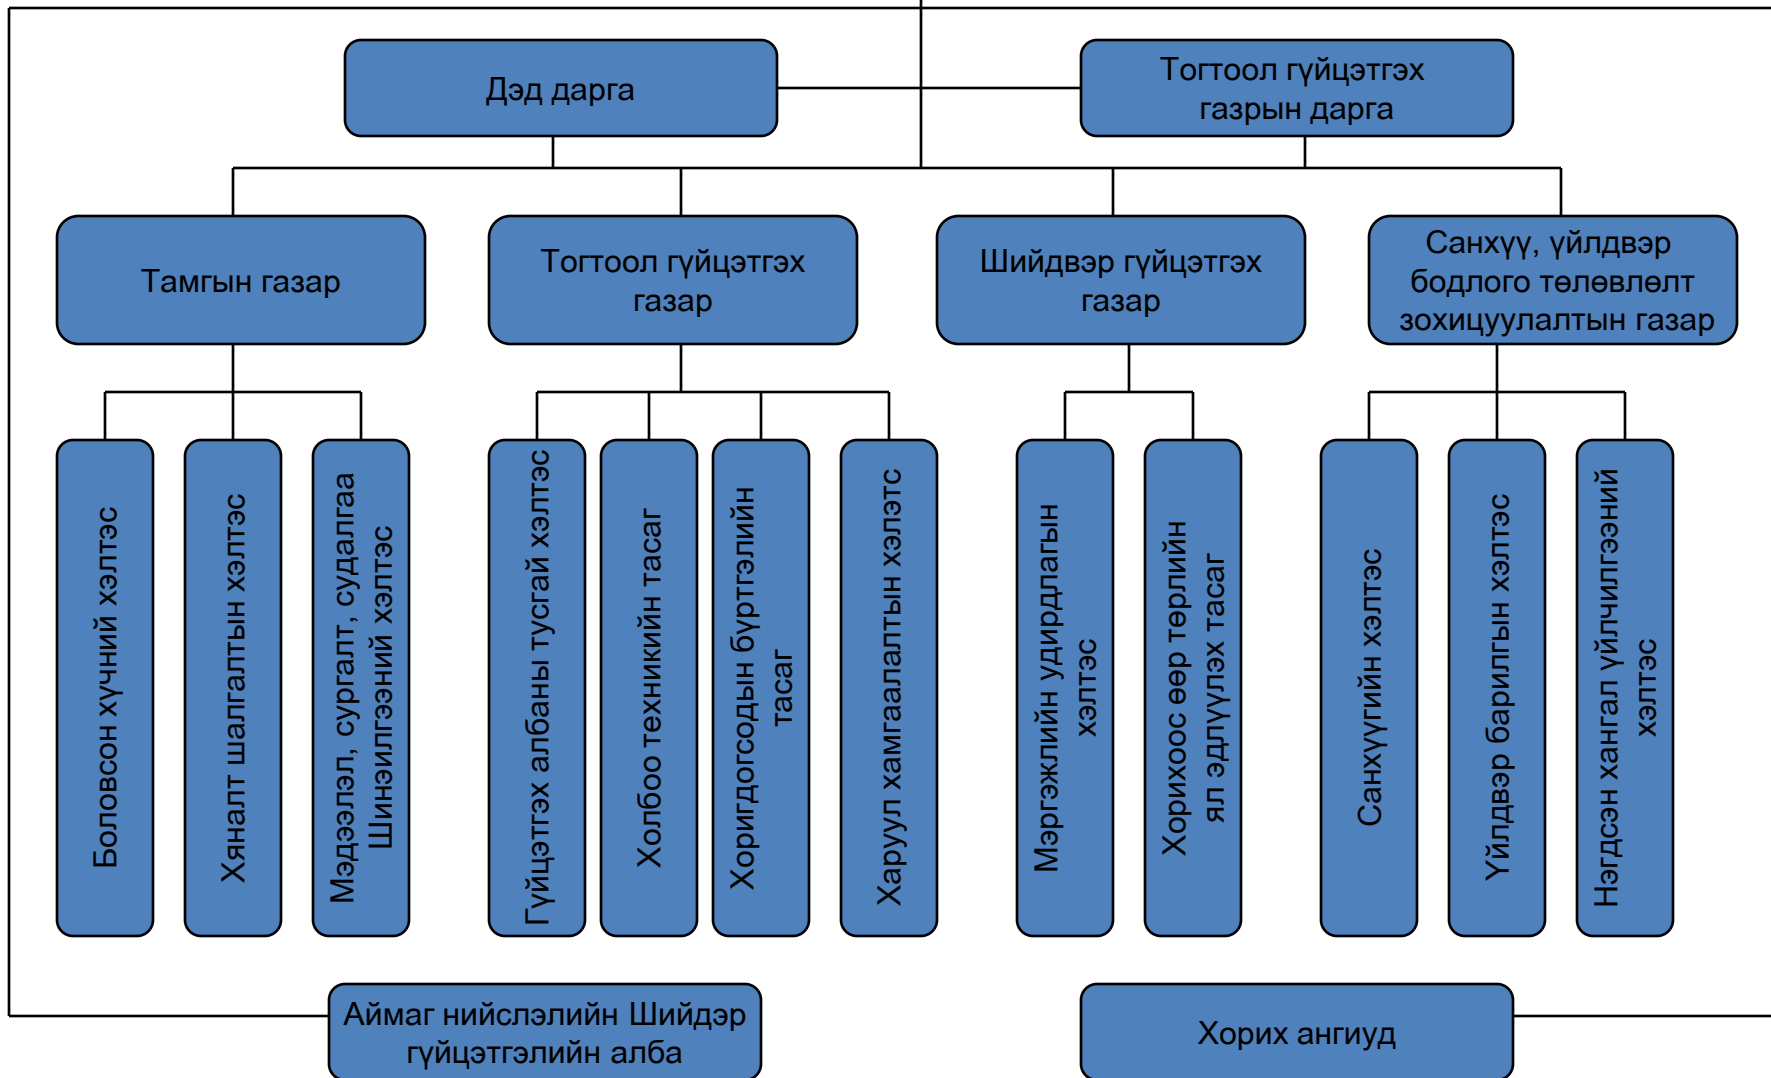 Дэд дарга
Тогтоол гүйцэтгэх
газрын дарга
Тамгын газар
Тогтоол гүйцэтгэх
газар
Шийдвэр гүйцэтгэх
газар
Санхүү, үйлдвэр
бодлого төлөвлөлт
зохицуулалтын газар
Боловсон хүчний хэлтэс
Хяналт шалгалтын хэлтэс
Мэдээлэл, сургалт, судалгаа
Шинэилгээний хэлтэс
Гүйцэтгэх албаны тусгай хэлтэс
Холбоо техникийн тасаг
Хоригдогсодын бүртгэлийн
тасаг
Харуул хамгаалалтын хэлэтс
Мэргэжлийн удирдлагын
хэлтэс
Хорихоос өөр төрлийн
ял эдлүүлэх тасаг
Санхүүгийн хэлтэс
Үйлдвэр барилгын хэлтэс
Нэгдсэн хангал үйлчилгээний
хэлтэс
Аймаг нийслэлийн Шийдэр
гүйцэтгэлийн алба
Хорих ангиуд